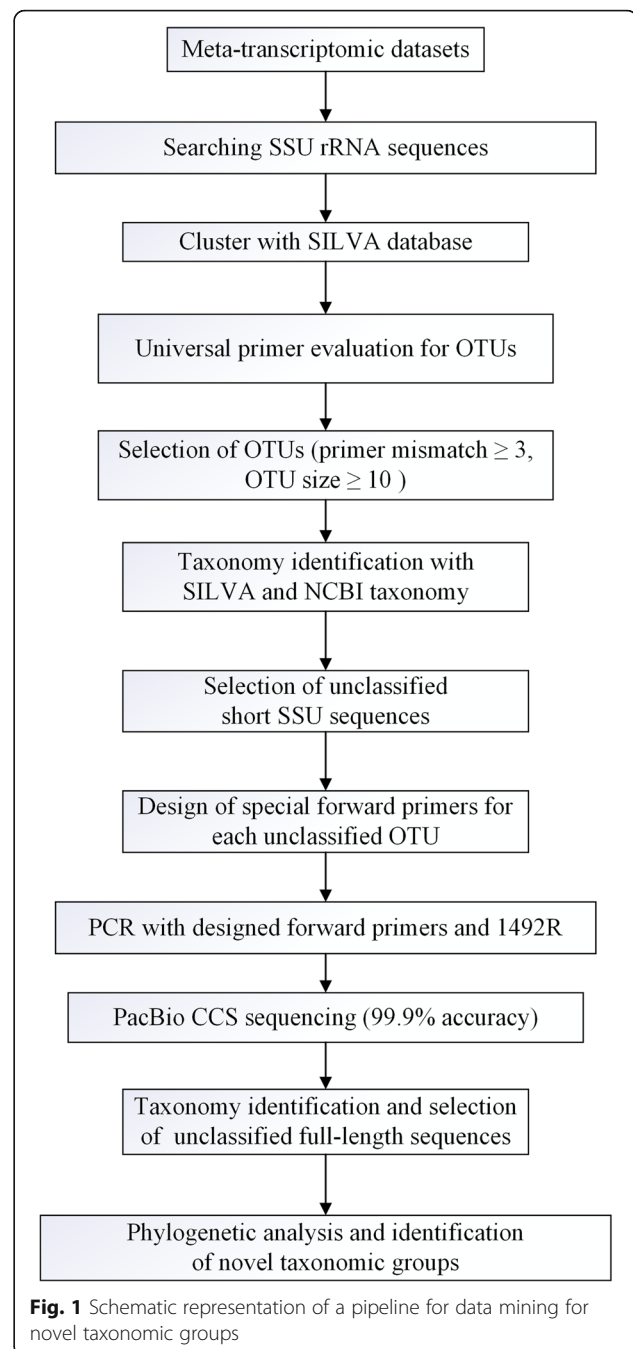 Meta-transcriptomic datasets
Searching SSU rRNA sequences
Cluster with SILVA database
Universal primer evaluation for OTUs
Selection of OTUs (primer mismatch ≥ 3,
OTU size ≥ 10 )
Taxonomy identification with
SILVA and NCBI taxonomy
Selection of unclassified
short SSU sequences
Design of special forward primers for
each unclassified OTU
PCR with designed forward primers and 1492R
PacBio CCS sequencing (99.9% accuracy)
Taxonomy identification and selection
of unclassified full-length sequences
Phylogenetic analysis and identification
of novel taxonomic groups
Fig. 1 Schematic representation of a pipeline for data mining for
novel taxonomic groups